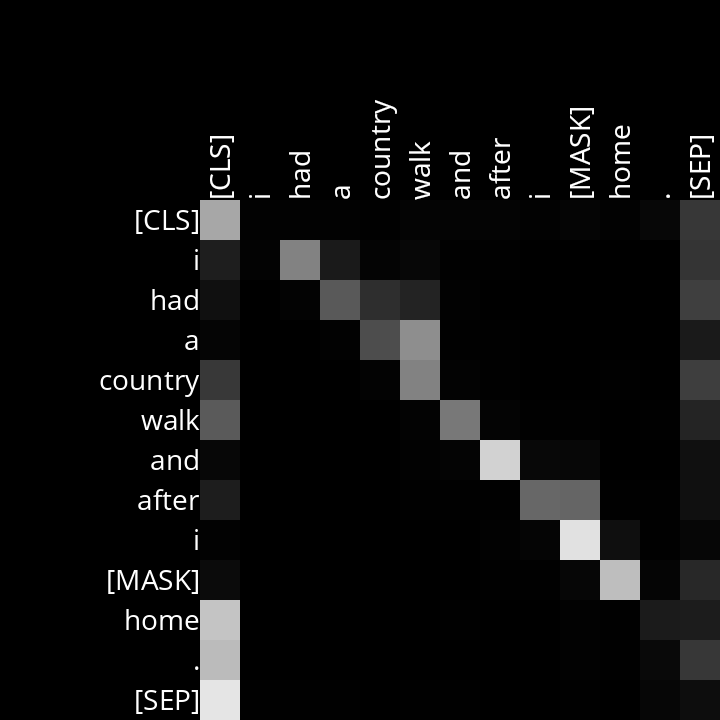 [CLS] i had a country walk and after i [MASK] home . [SEP]
[CLS]
i
had
a
country
walk
and
after
i
[MASK]
home
.
[SEP]